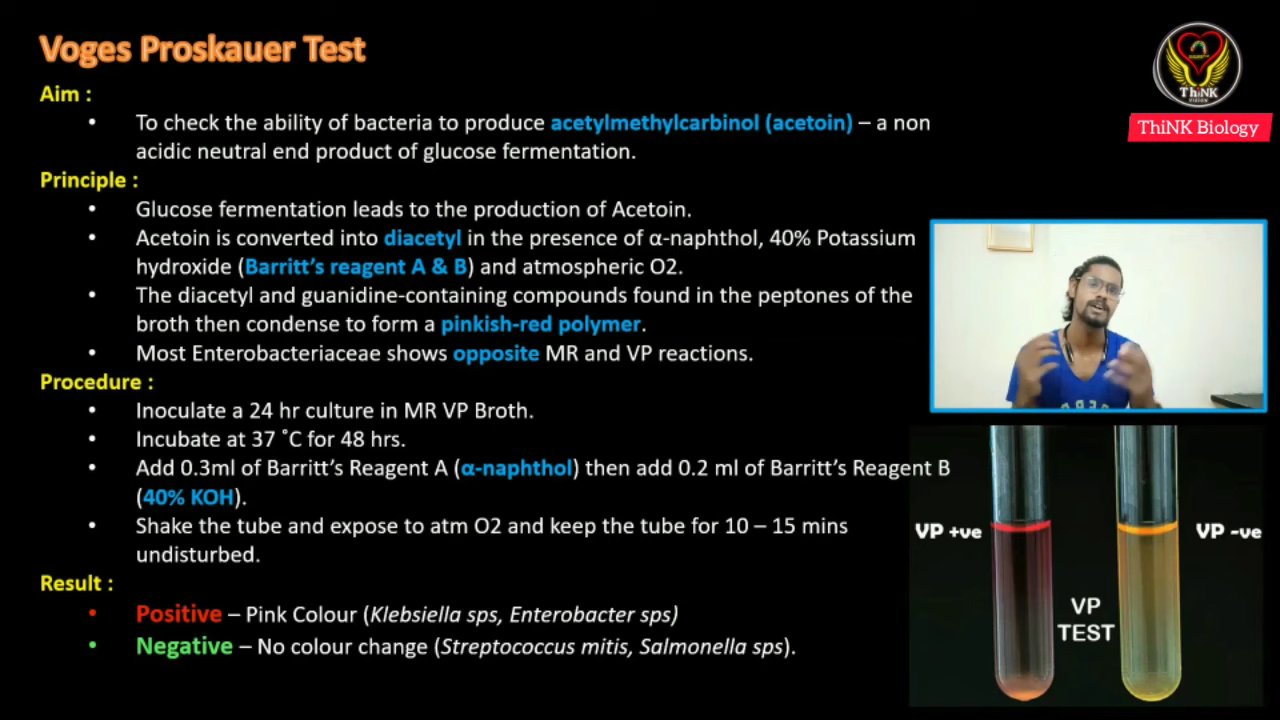 Voges Proskauer Test
Aim :
• To check the ability of bacteria to produce acetylmethylcarbinol (acetoin) – a non
acidic neutral end product of glucose fermentation.
Principle :
• Glucose fermentation leads to the production of Acetoin.
• Acetoin is converted into diacetyl in the presence of α-naphthol, 40% Potassium
hydroxide (Barritt’s reagent A & B) and atmospheric O2.
• The diacetyl and guanidine-containing compounds found in the peptones of the
broth then condense to form a pinkish-red polymer.
• Most Enterobacteriaceae shows opposite MR and VP reactions.
Procedure :
• Inoculate a 24 hr culture in MR VP Broth.
• Incubate at 37 ˚C for 48 hrs.
• Add 0.3ml of Barritt’s Reagent A (α-naphthol) then add 0.2 ml of Barritt’s Reagent B
(40% KOH).
• Shake the tube and expose to atm O2 and keep the tube for 10 – 15 mins
undisturbed.
Result :
• Positive – Pink Colour (Klebsiella sps, Enterobacter sps)
• Negative – No colour change (Streptococcus mitis, Salmonella sps).
ThiNK
ThiNK Biology
VP +ve
VP -ve
VP
TEST